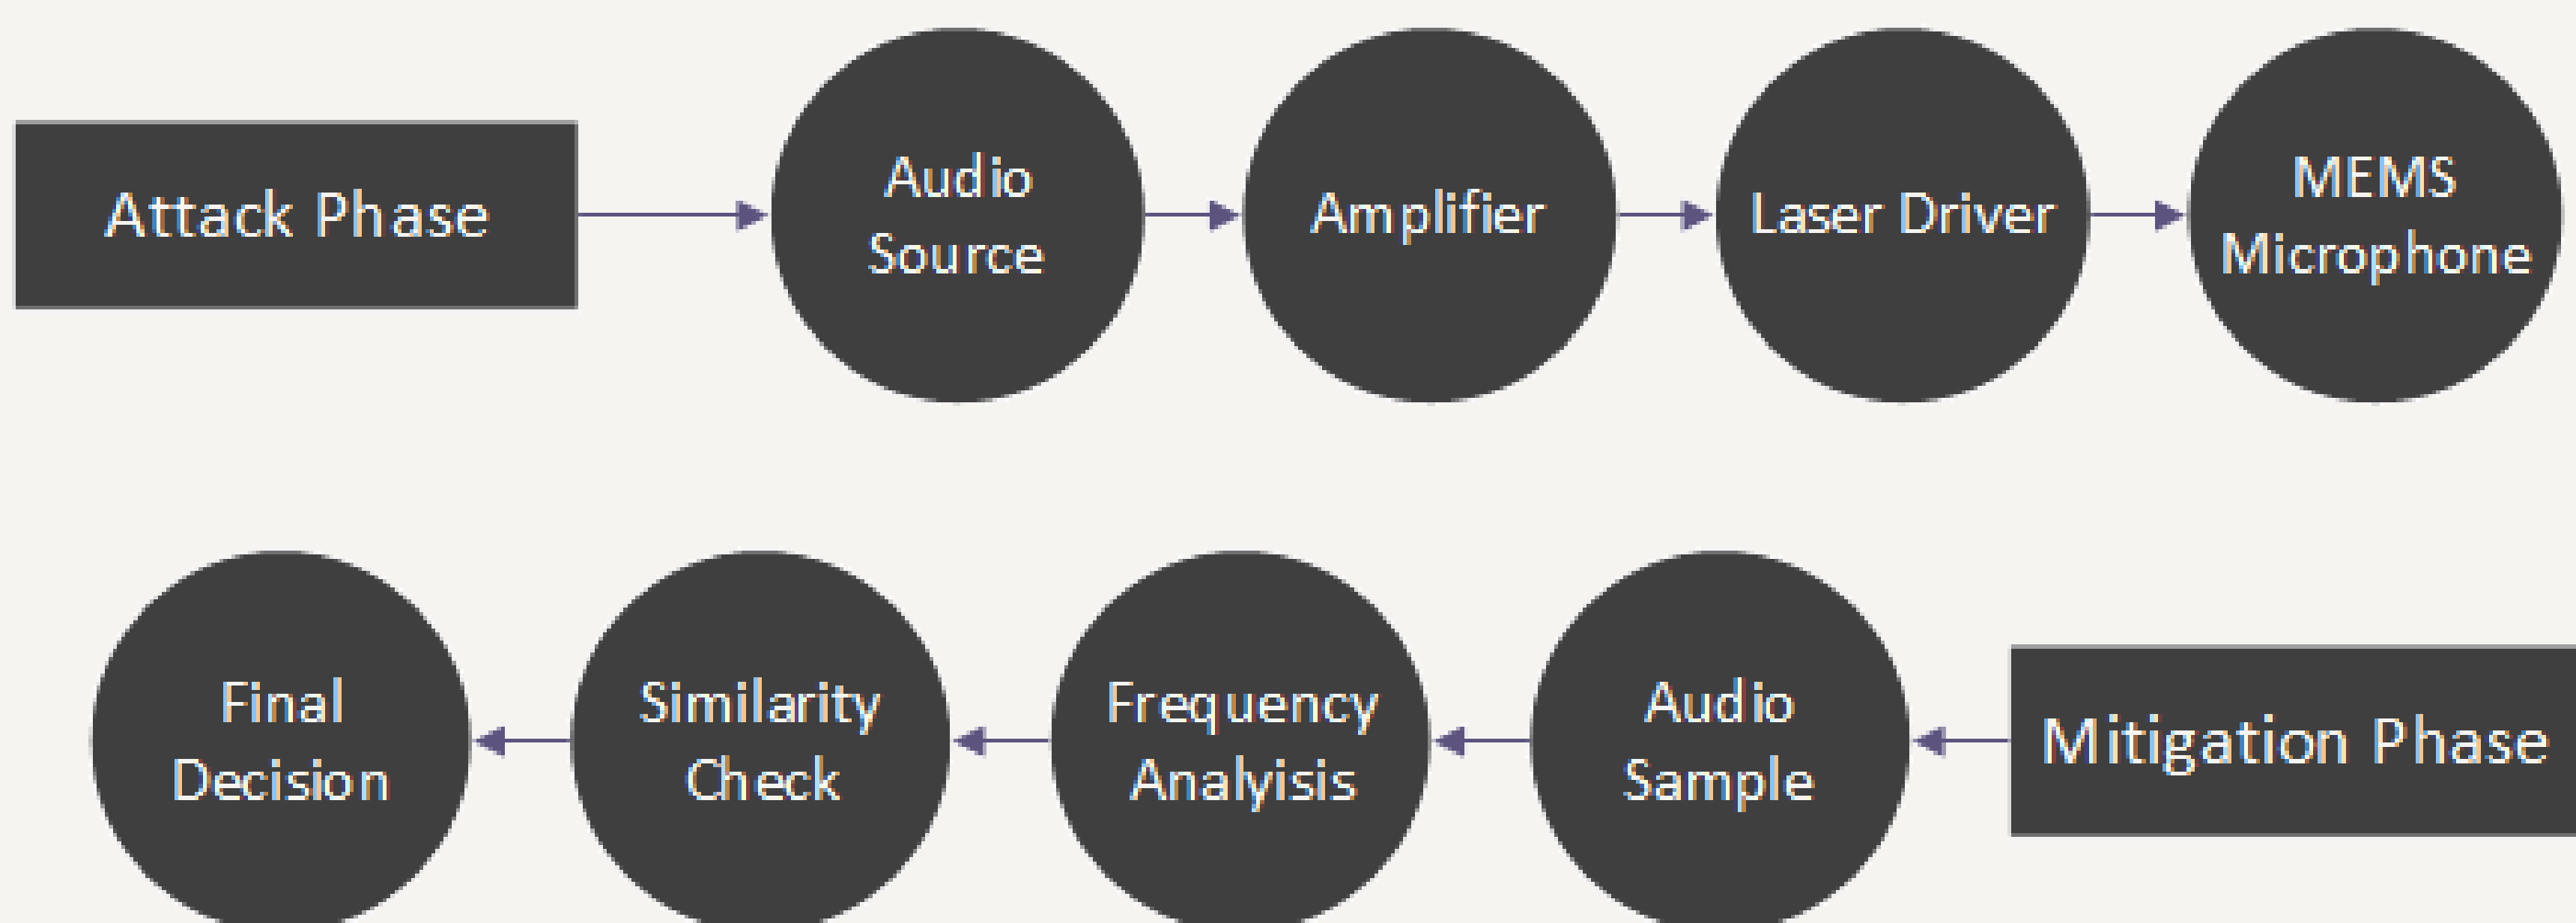 Attack Phase
Audio
Source
Amplifier
Laser Driver
MEMS
Microphone
Final
Decision
Similarity
Check
Frequency
Analyisis
Audio
Sample
Mitigation Phase